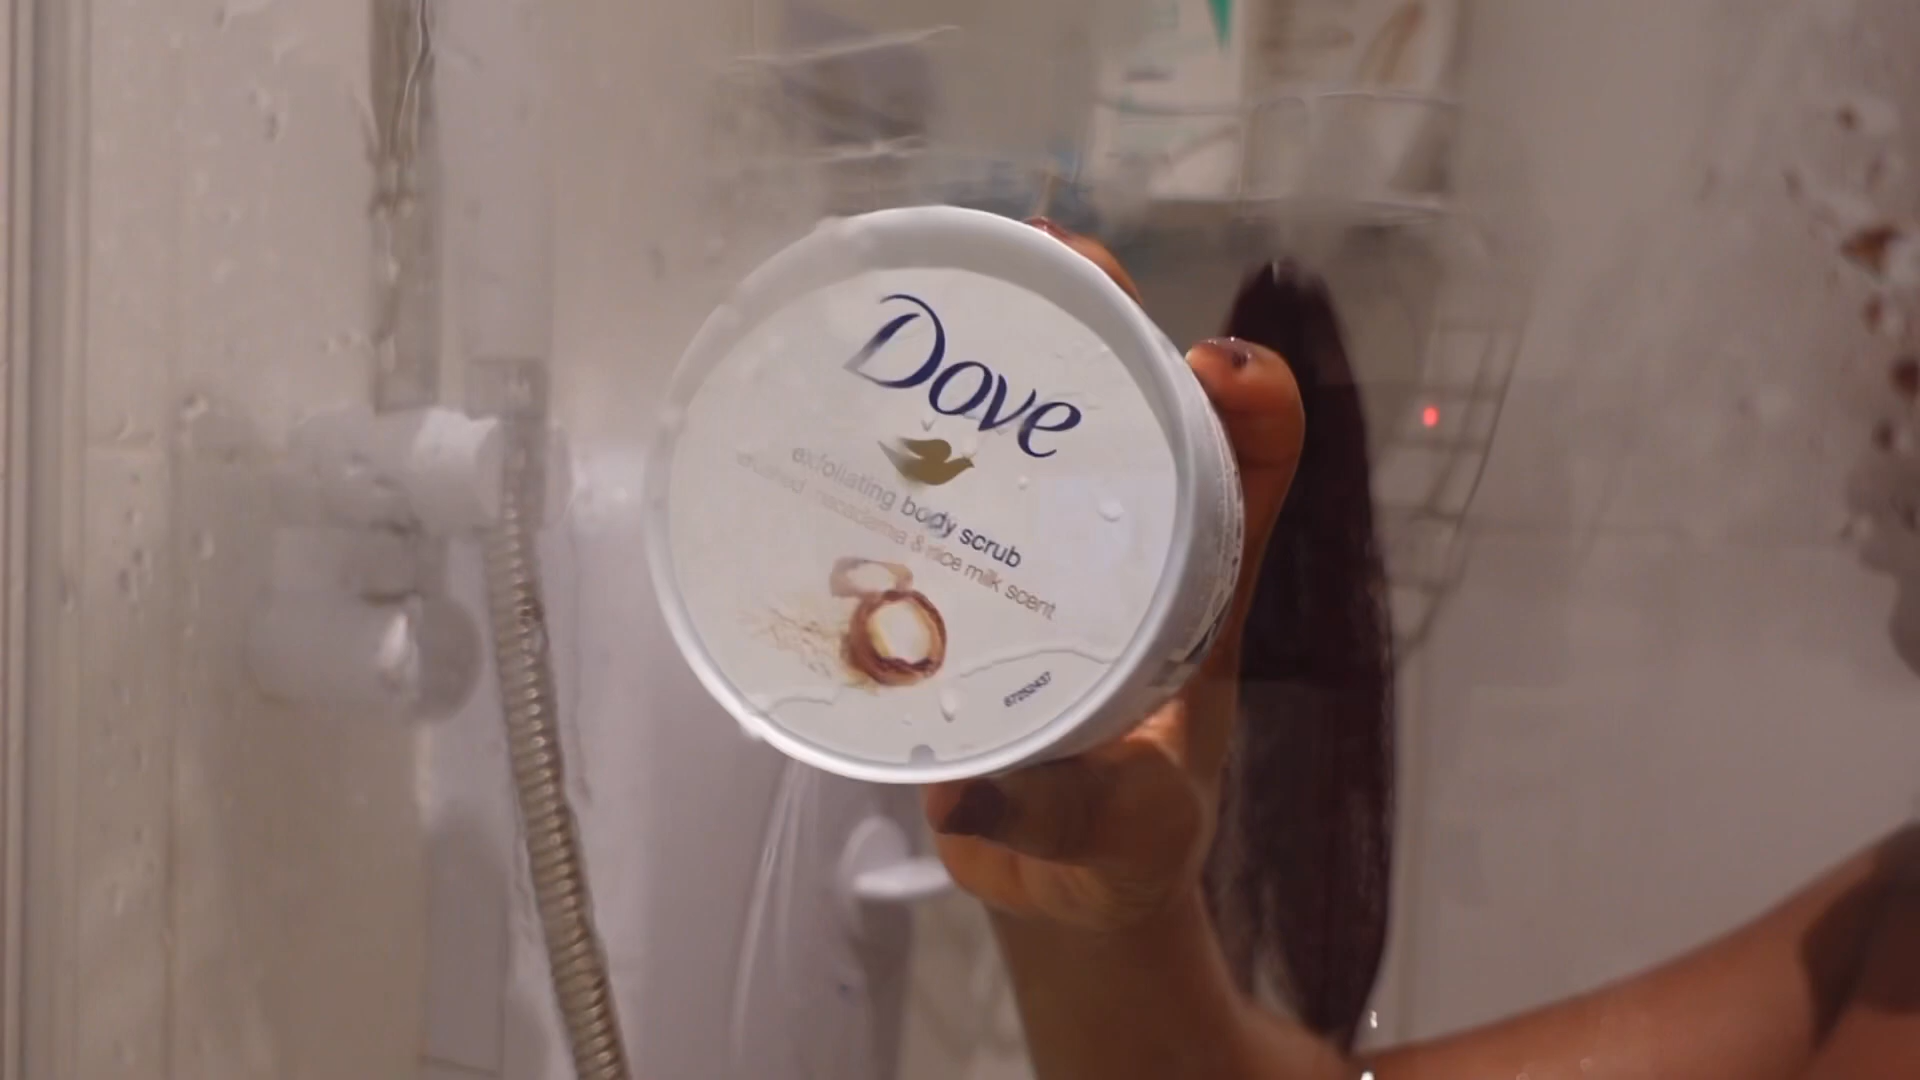 Dove
exfoliating body scrub
crushed macadamia & rice milk scent
67252437